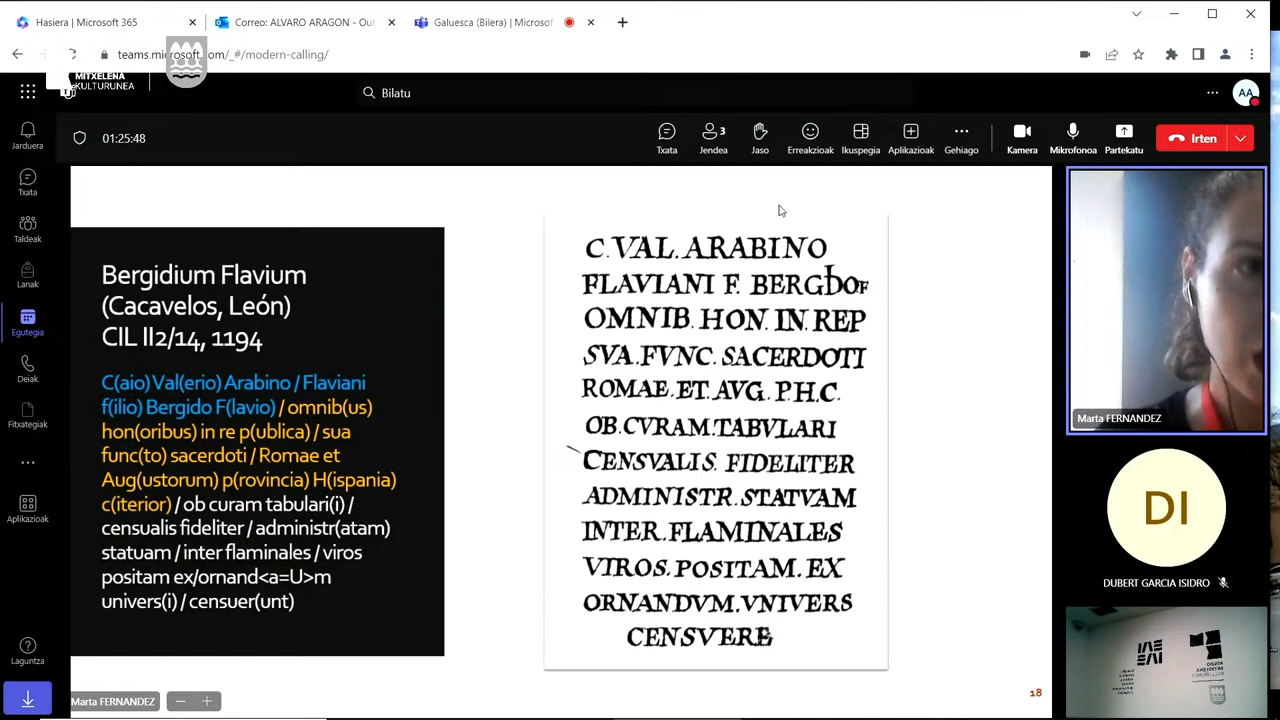 Hasiera | Microsoft 365
Correo: ALVARO ARAGON - Out
Galuesca (Bilera) | Microsof
teams.microsoft.com/_#/modern-calling/
MITXELENA
KULTURUNEA
Bilatu
AA
01:25:48
Txata
3
Jendea
Jaso
Erreakzioak
Ikuspegia
Aplikazioak
Gehiago
Kamera
Mikrofonoa
Partekatu
Irten
Jarduera
Txata
Taldeak
Lanak
Egutegia
Deiak
Fitxategiak
Aplikazioak
Laguntza
Bergidium Flavium
(Cacavelos, León)
CIL II2/14, 1194
C(aio) Val(erio) Arabino / Flaviani
f(ilio) Bergido F(lavio) / omnib(us)
hon(oribus) in re p(ublica) / sua
func(to) sacerdoti / Romae et
Aug(ustorum) p(rovincia) H(ispania)
c(iterior) / ob curam tabulari(i) /
censualis fideliter / administr(atam)
statuam / inter flaminales / viros
positam ex/ornand<a=U>m
univers(i) / censuer(unt)
C.VAL.ARABINO
FLAVIANI F. BERGIDOF
OMNIB.HON.IN.REP
SVA.FVNC.SACERDOTI
ROMAE.ET.AVG.P.H.C.
OB.CVRAM.TABVLARI
CENSVALIS.FIDELITER
ADMINISTR.STATVAM
INTER.FLAMINALES
VIROS.POSITAM.EX
ORNANDVM.VNIVERS
CENSVERE
18
Marta FERNANDEZ
DI
DUBERT GARCIA ISIDRO
Marta FERNANDEZ